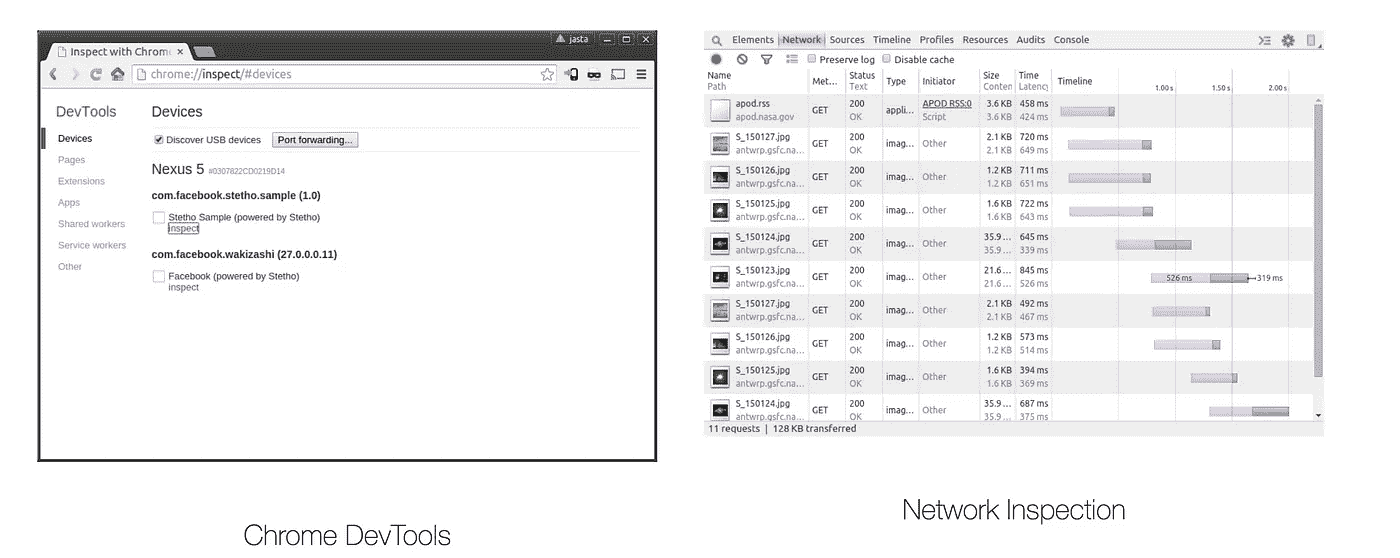 Inspect with Chrom
jasta
chrome://inspect/#devices
DevTools
Devices
Pages
Extensions
Apps
Shared workers
Service workers
Other
Devices
Discover USB devices Port forwarding...
Nexus 5 #0307822CD0219D14
com.facebook.stetho.sample (1.0)
Stetho Sample (powered by Stetho)
inspect
com.facebook.wakizashi (27.0.0.0.11)
Facebook (powered by Stetho)
inspect
Chrome DevTools
Elements Network Sources Timeline Profiles Resources Audits Console
Preserve log Disable cache
Name Met... Status Type Initiator Size Time Timeline
Path Text Conten Latency 1.00 s 1.50 s 2.00 s
apod.rss GET 200 appli... APOD RSS:0 3.6 KB 458 ms
apod.nasa.gov OK Script 3.6 KB 424 ms
S_150127.jpg GET 200 imag... Other 2.1 KB 720 ms
antwrp.gsfc.na... OK 2.1 KB 649 ms
S_150126.jpg GET 200 imag... Other 1.2 KB 711 ms
antwrp.gsfc.na... OK 1.2 KB 651 ms
S_150125.jpg GET 200 imag... Other 1.6 KB 722 ms
antwrp.gsfc.na... OK 1.6 KB 643 ms
S_150124.jpg GET 200 imag... Other 35.9 ... 645 ms
antwrp.gsfc.na... OK 35.9 ... 339 ms
S_150123.jpg GET 200 imag... Other 21.6 ... 845 ms 526 ms 319 ms
antwrp.gsfc.na... OK 21.6 ... 526 ms
S_150127.jpg GET 200 imag... Other 2.1 KB 492 ms
antwrp.gsfc.na... OK 2.1 KB 467 ms
S_150126.jpg GET 200 imag... Other 1.2 KB 573 ms
antwrp.gsfc.na... OK 1.2 KB 514 ms
S_150125.jpg GET 200 imag... Other 1.6 KB 394 ms
antwrp.gsfc.na... OK 1.6 KB 369 ms
S_150124.jpg GET 200 imag... Other 35.9 ... 687 ms
antwrp.gsfc.na... OK 35.9 ... 375 ms
11 requests | 128 KB transferred
Network Inspection